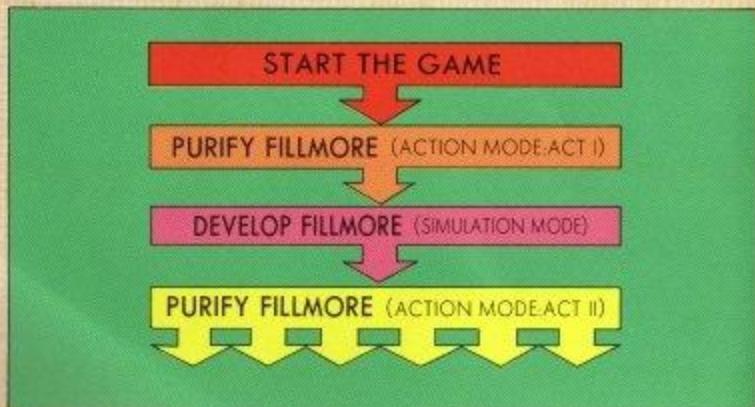 START THE GAME
PURIFY FILLMORE (ACTION MODE:ACT I)
DEVELOP FILLMORE (SIMULATION MODE)
PURIFY FILLMORE (ACTION MODE:ACT II)